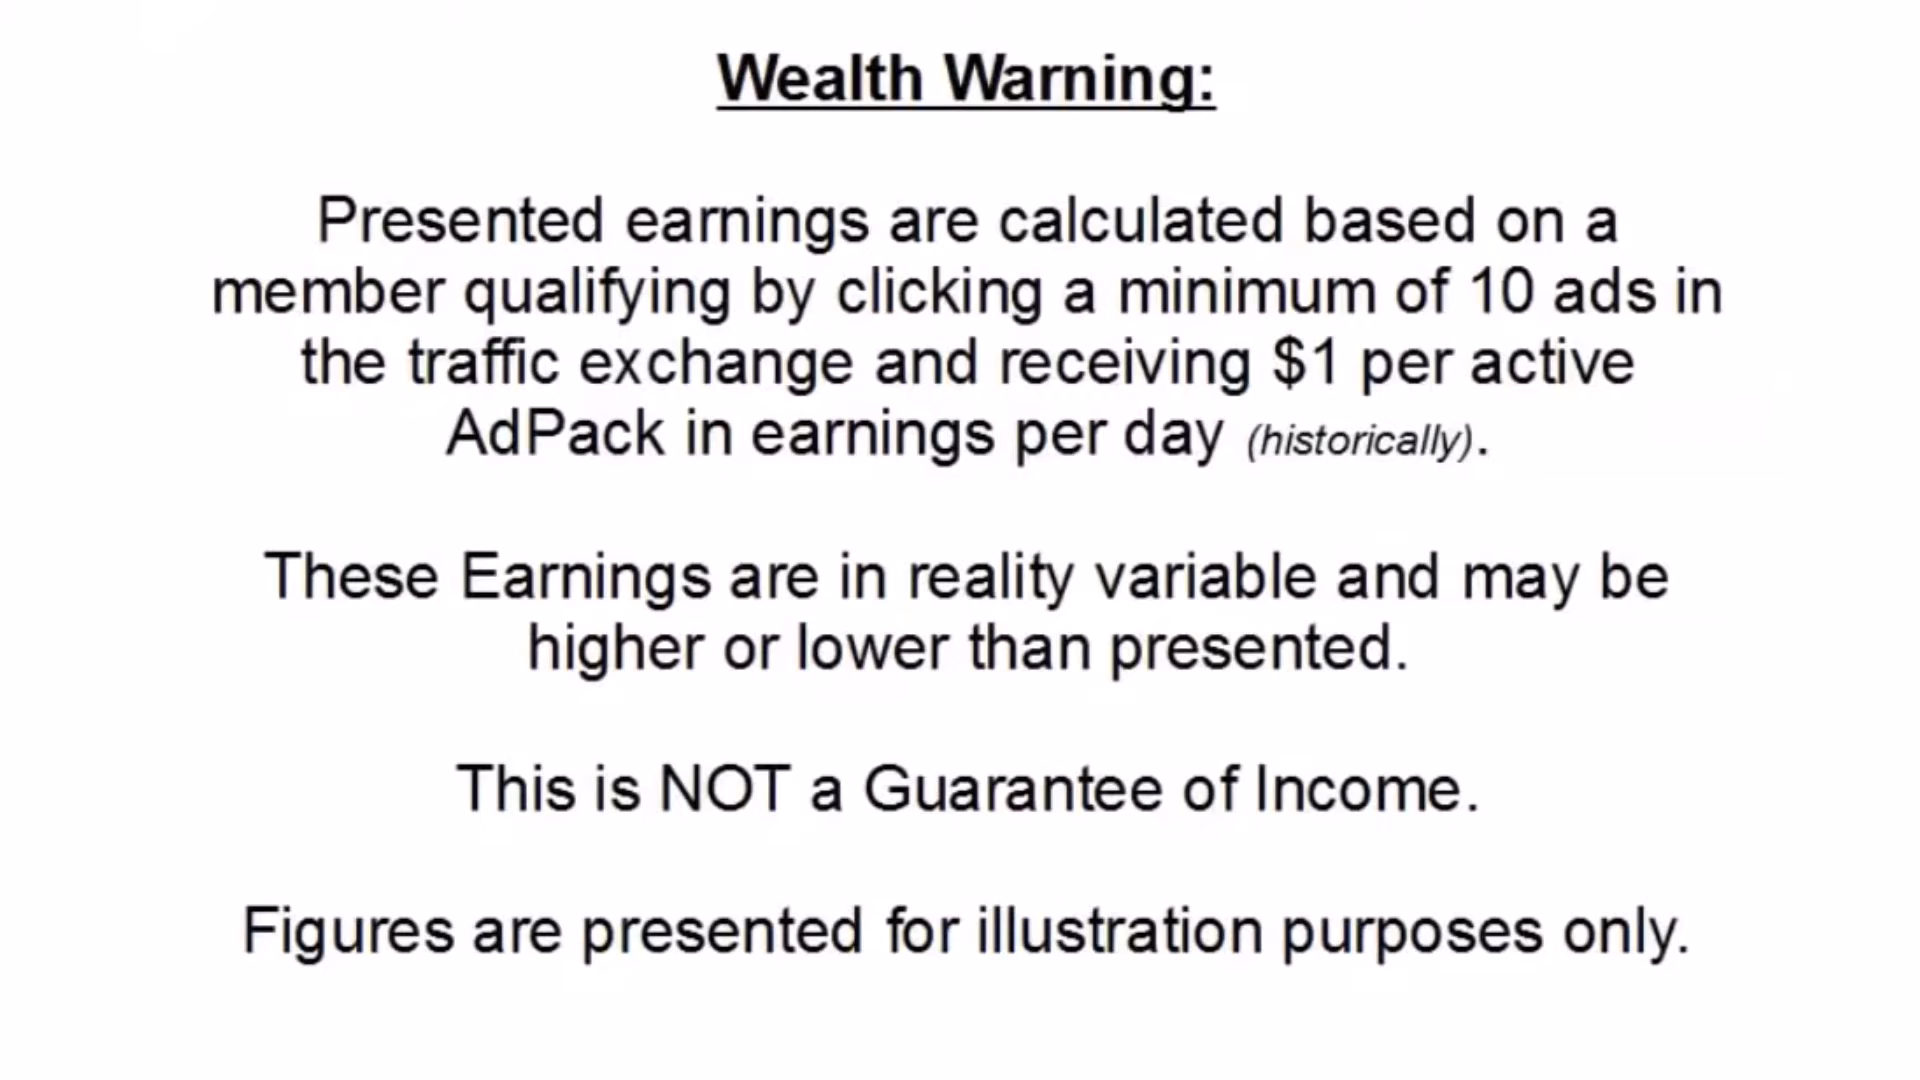 Wealth Warning:
Presented earnings are calculated based on a
member qualifying by clicking a minimum of 10 ads in
the traffic exchange and receiving $1 per active
AdPack in earnings per day (historically).
These Earnings are in reality variable and may be
higher or lower than presented.
This is NOT a Guarantee of Income.
Figures are presented for illustration purposes only.